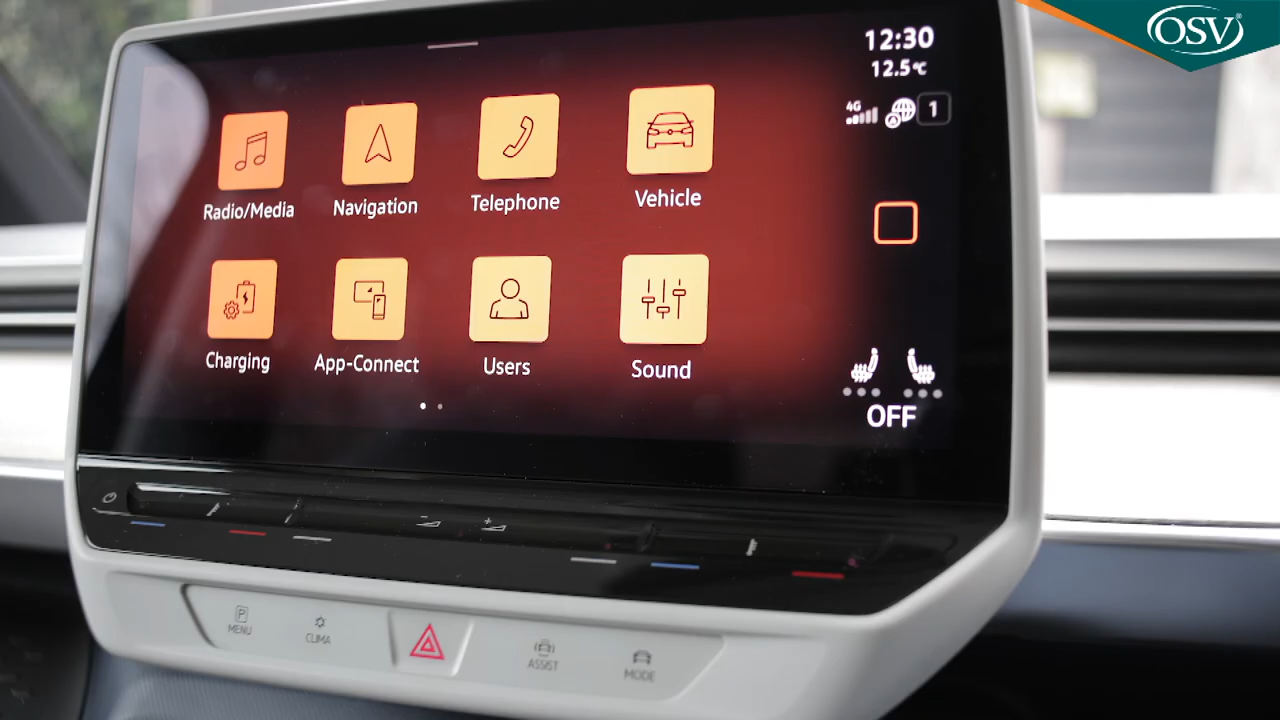 OSV®
12:30
12.5°C
4G
1
Radio/Media
Navigation
Telephone
Vehicle
Charging
App-Connect
Users
Sound
OFF
P
MENU
CLIMA
ASSIST
MODE